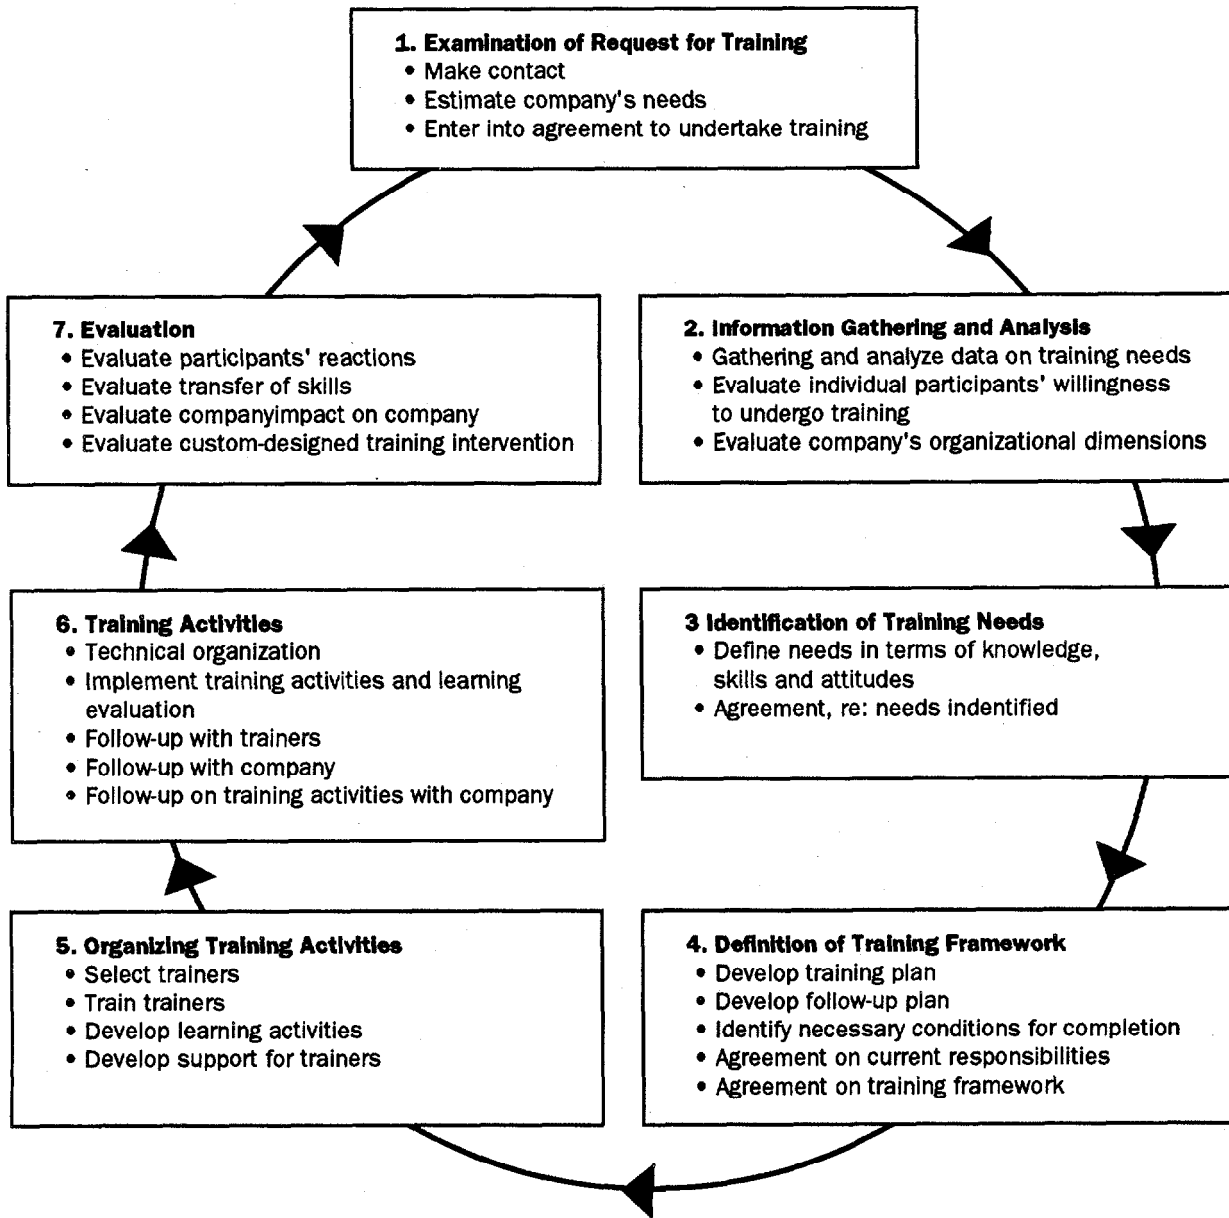 1. Examination of Request for Training
• Make contact
• Estimate company's needs
• Enter into agreement to undertake training
2. Information Gathering and Analysis
• Gathering and analyze data on training needs
• Evaluate individual participants' willingness
to undergo training
• Evaluate company's organizational dimensions
3 Identification of Training Needs
• Define needs in terms of knowledge,
skills and attitudes
• Agreement, re: needs indentified
4. Definition of Training Framework
• Develop training plan
• Develop follow-up plan
• Identify necessary conditions for completion
• Agreement on current responsibilities
• Agreement on training framework
5. Organizing Training Activities
• Select trainers
• Train trainers
• Develop learning activities
• Develop support for trainers
6. Training Activities
• Technical organization
• Implement training activities and learning
evaluation
• Follow-up with trainers
• Follow-up with company
• Follow-up on training activities with company
7. Evaluation
• Evaluate participants' reactions
• Evaluate transfer of skills
• Evaluate companyimpact on company
• Evaluate custom-designed training intervention